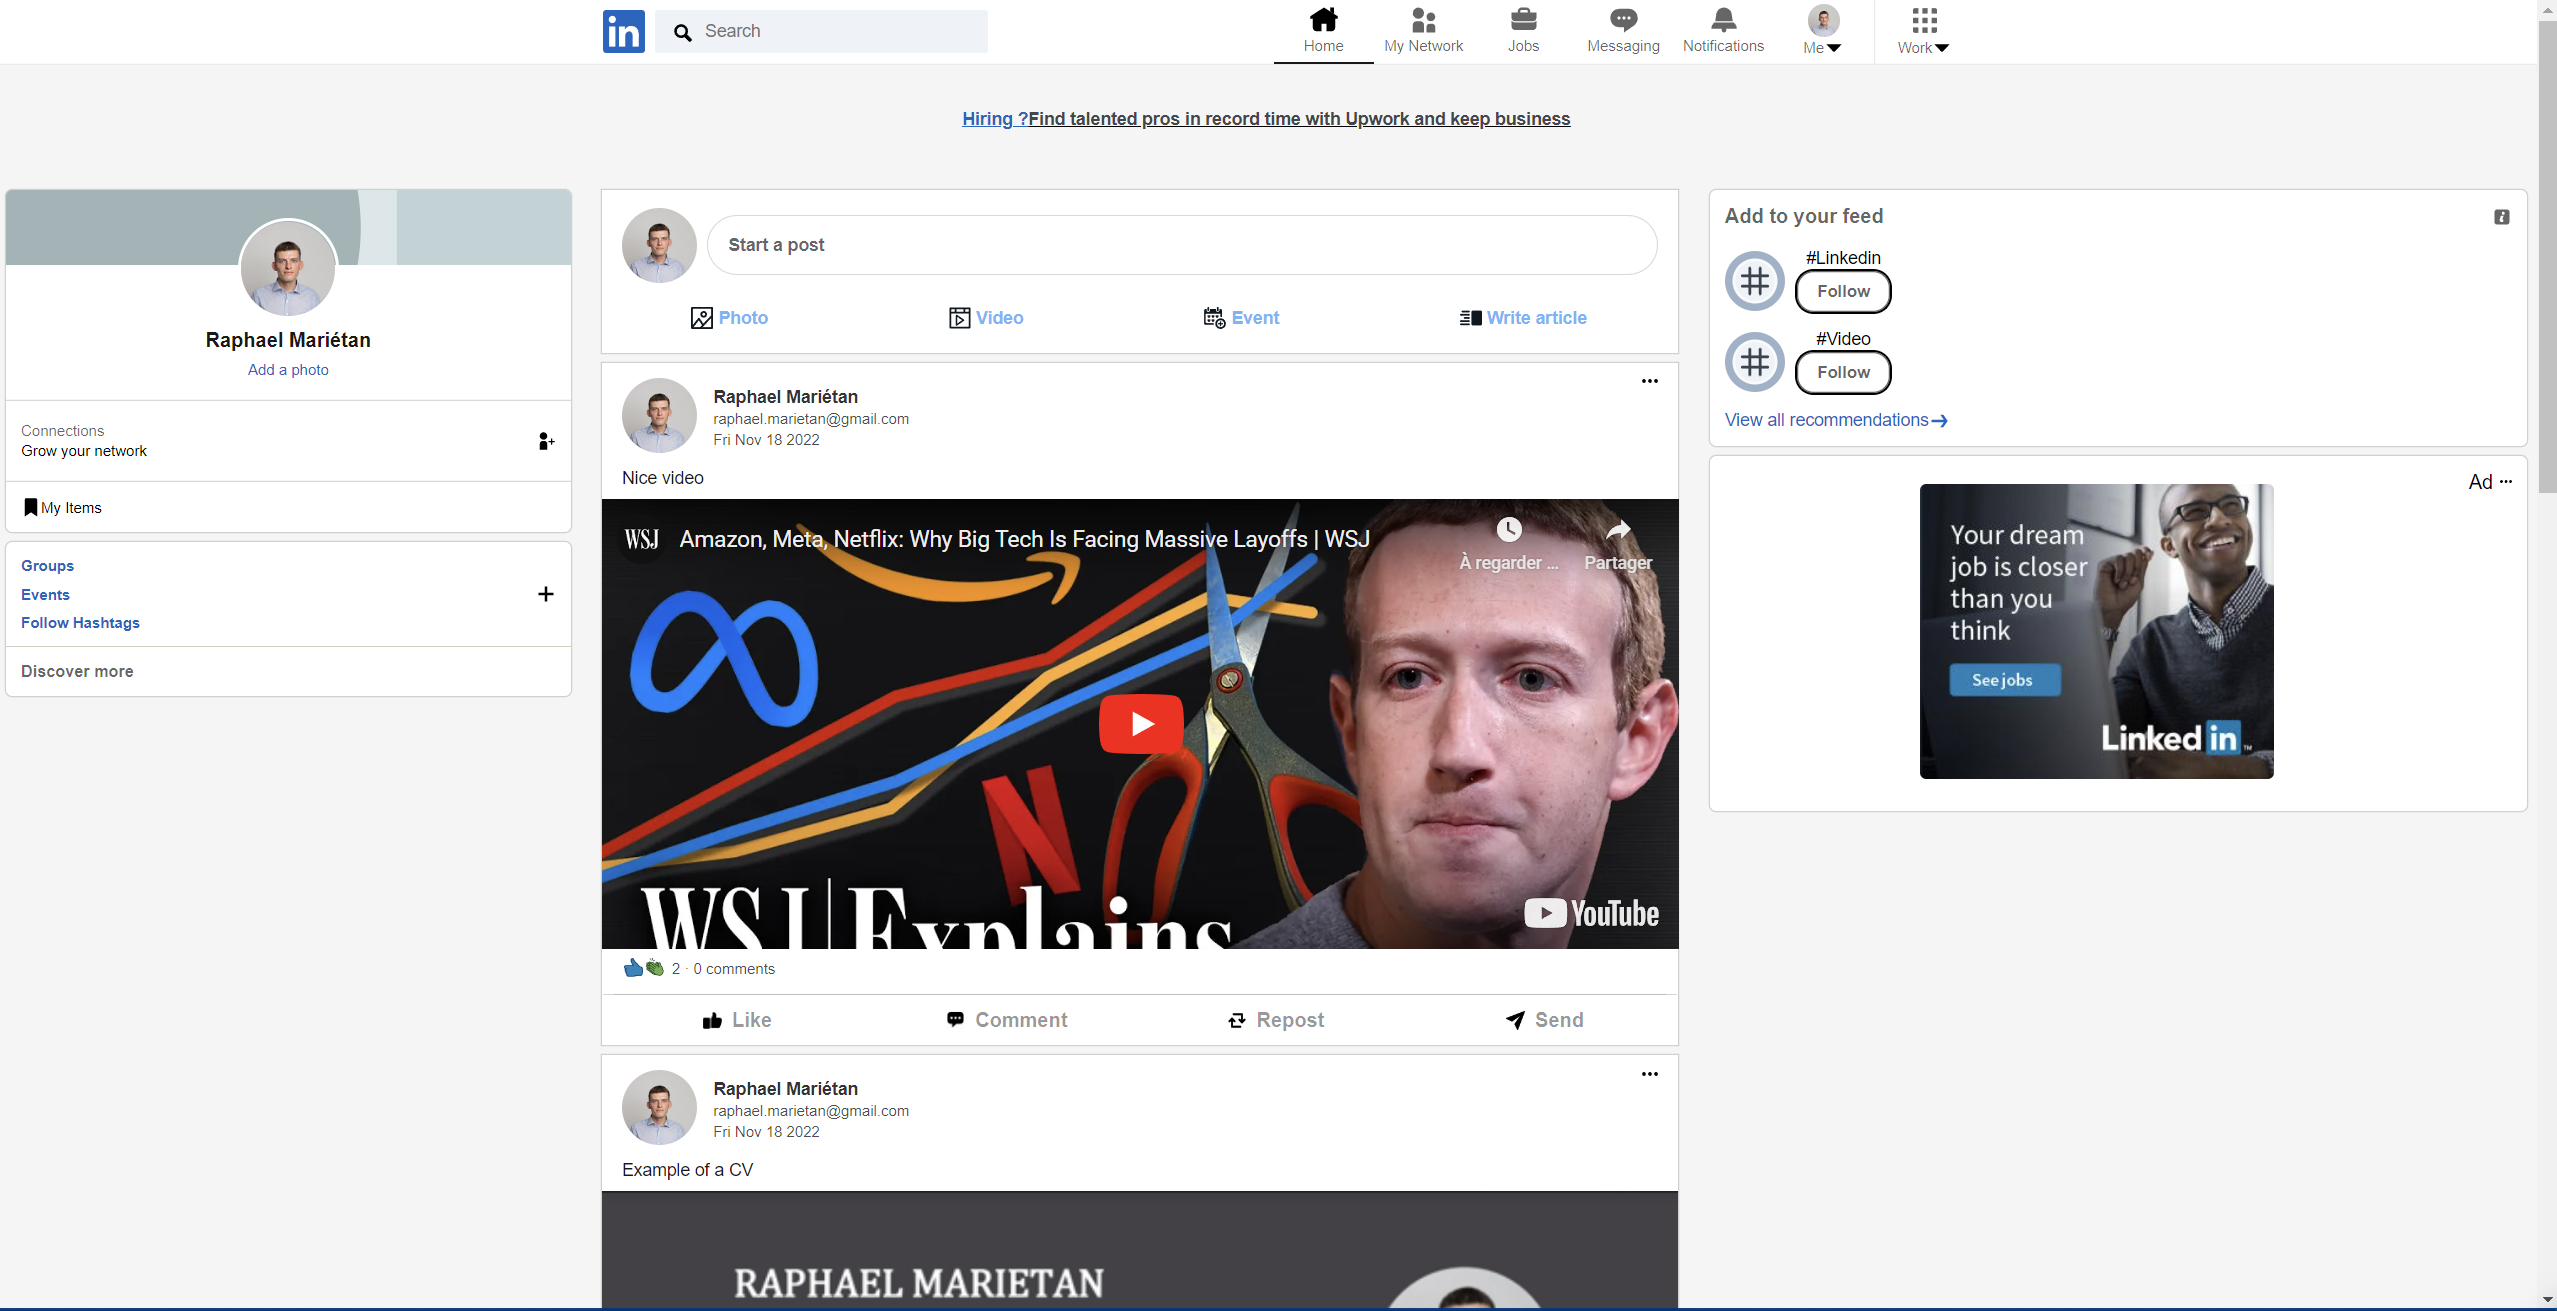 in
Search
Home
My Network
Jobs
Messaging
Notifications
Me
Work
Hiring ?Find talented pros in record time with Upwork and keep business
Raphael Mariétan
Add a photo
Connections
Grow your network
My Items
Groups
Events
Follow Hashtags
Discover more
Start a post
Photo
Video
Event
Write article
Raphael Mariétan
raphael.marietan@gmail.com
Fri Nov 18 2022
Nice video
WSJ
Amazon, Meta, Netflix: Why Big Tech Is Facing Massive Layoffs | WSJ
À regarder ...
Partager
WSJ|Explains
YouTube
2 · 0 comments
Like
Comment
Repost
Send
Raphael Mariétan
raphael.marietan@gmail.com
Fri Nov 18 2022
Example of a CV
RAPHAEL MARIETAN
Add to your feed
#Linkedin
Follow
#Video
Follow
View all recommendations
Ad
Your dream
job is closer
than you
think
See jobs
Linked in